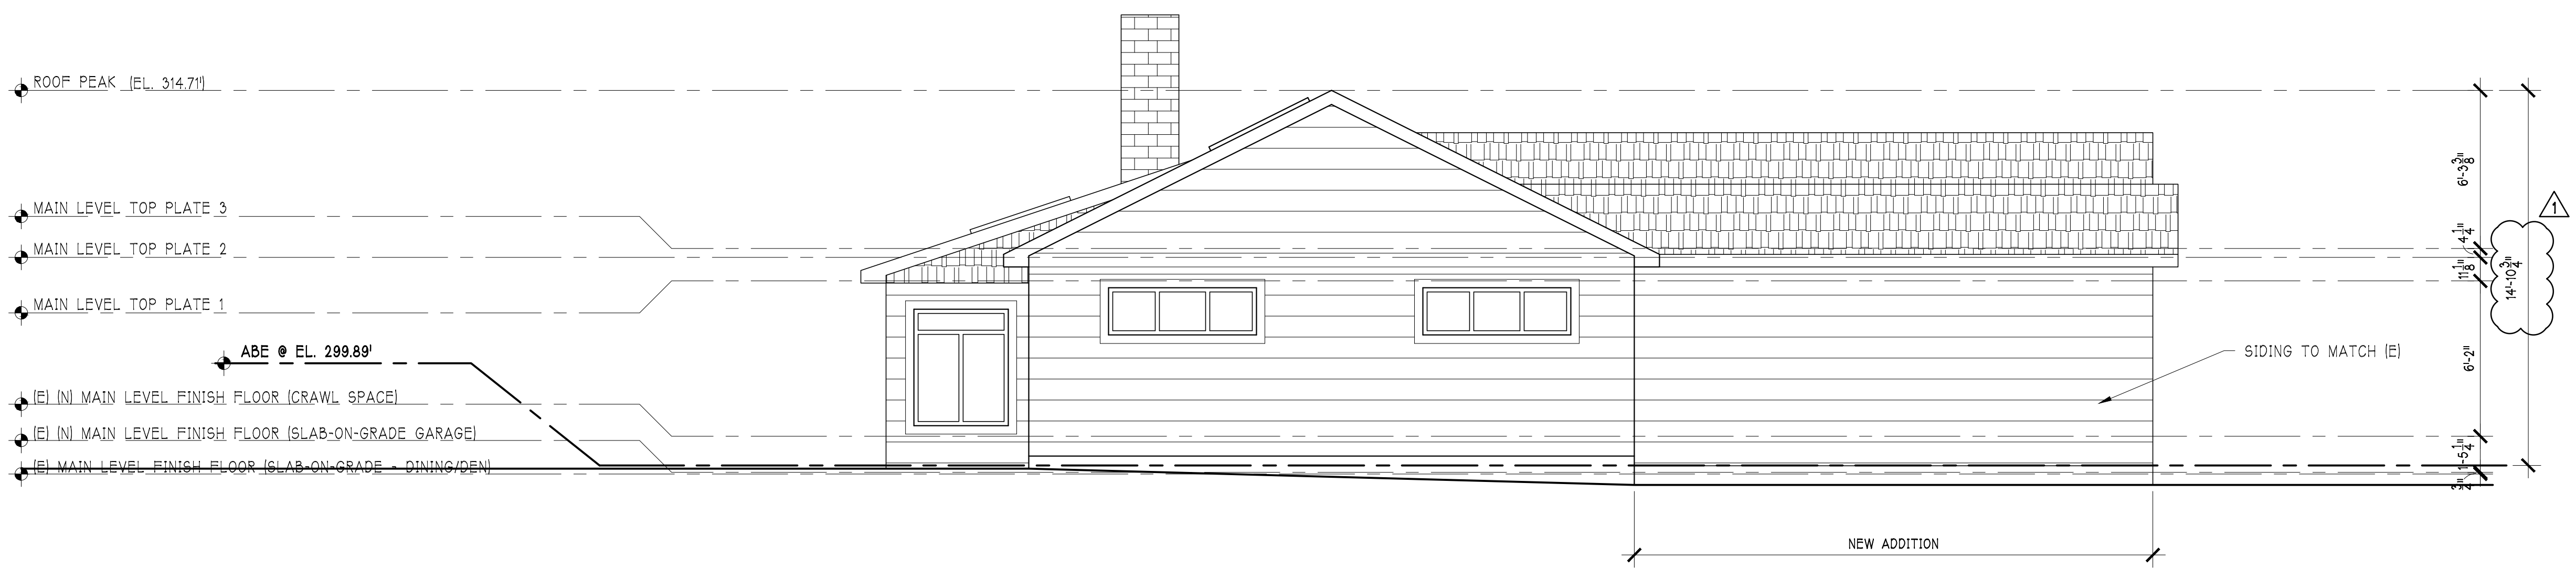 ROOF PEAK (EL. 314.71')
MAIN LEVEL TOP PLATE 3
MAIN LEVEL TOP PLATE 2
MAIN LEVEL TOP PLATE 1
ABE @ EL. 299.89'
(E) (N) MAIN LEVEL FINISH FLOOR (CRAWL SPACE)
(E) (N) MAIN LEVEL FINISH FLOOR (SLAB-ON-GRADE GARAGE)
(E) MAIN LEVEL FINISH FLOOR (SLAB-ON-GRADE - DINING/DEN)
6'-3 3/8"
4 1/4"
11 1/8"
6'-2"
1'-5 1/4"
3/4"
14'-10 3/4"
1
SIDING TO MATCH (E)
NEW ADDITION